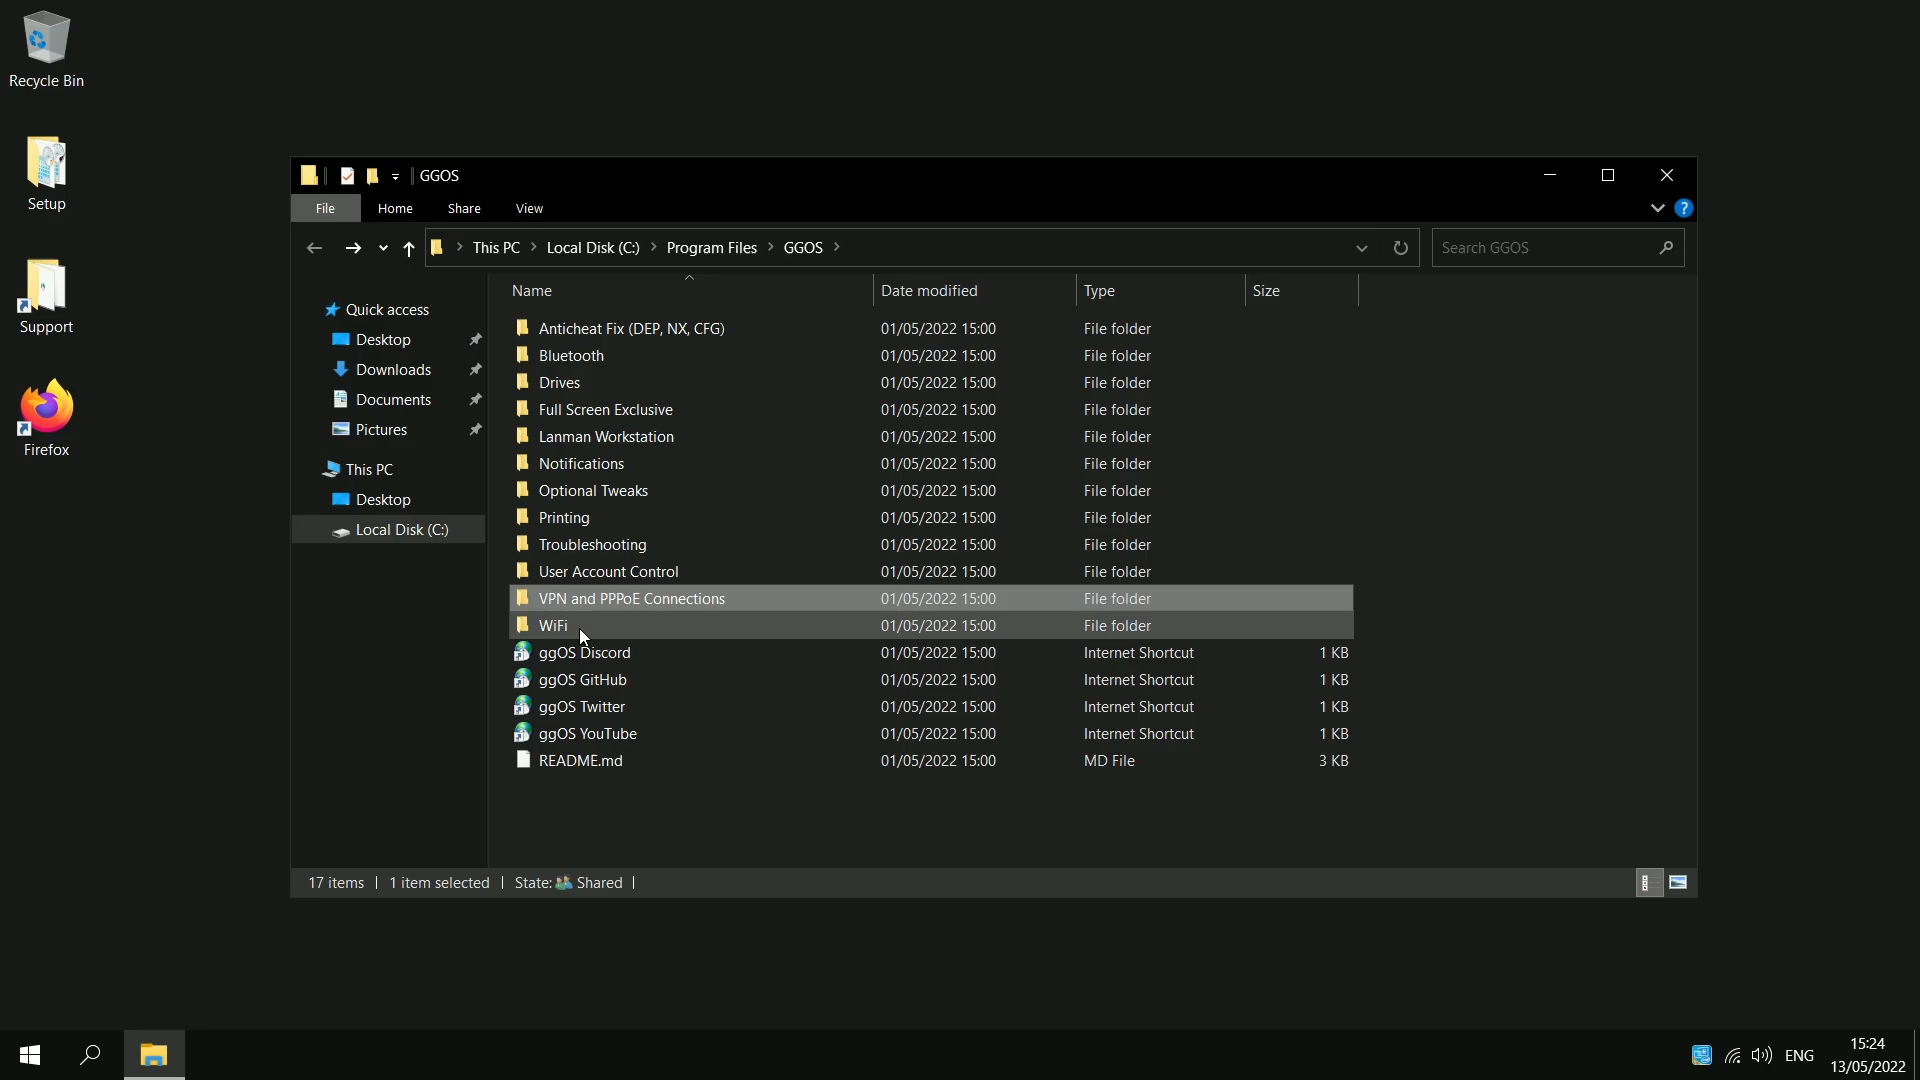 Recycle Bin
Setup
Support
Firefox
GGOS
File Home Share View
This PC Local Disk (C:) Program Files GGOS
Search GGOS
Name Date modified Type Size
Quick access
Desktop
Downloads
Documents
Pictures
This PC
Desktop
Local Disk (C:)
Anticheat Fix (DEP, NX, CFG) 01/05/2022 15:00 File folder
Bluetooth 01/05/2022 15:00 File folder
Drives 01/05/2022 15:00 File folder
Full Screen Exclusive 01/05/2022 15:00 File folder
Lanman Workstation 01/05/2022 15:00 File folder
Notifications 01/05/2022 15:00 File folder
Optional Tweaks 01/05/2022 15:00 File folder
Printing 01/05/2022 15:00 File folder
Troubleshooting 01/05/2022 15:00 File folder
User Account Control 01/05/2022 15:00 File folder
VPN and PPPoE Connections 01/05/2022 15:00 File folder
WiFi 01/05/2022 15:00 File folder
ggOS Discord 01/05/2022 15:00 Internet Shortcut 1 KB
ggOS GitHub 01/05/2022 15:00 Internet Shortcut 1 KB
ggOS Twitter 01/05/2022 15:00 Internet Shortcut 1 KB
ggOS YouTube 01/05/2022 15:00 Internet Shortcut 1 KB
README.md 01/05/2022 15:00 MD File 3 KB
17 items 1 item selected State: Shared
ENG
15:24
13/05/2022